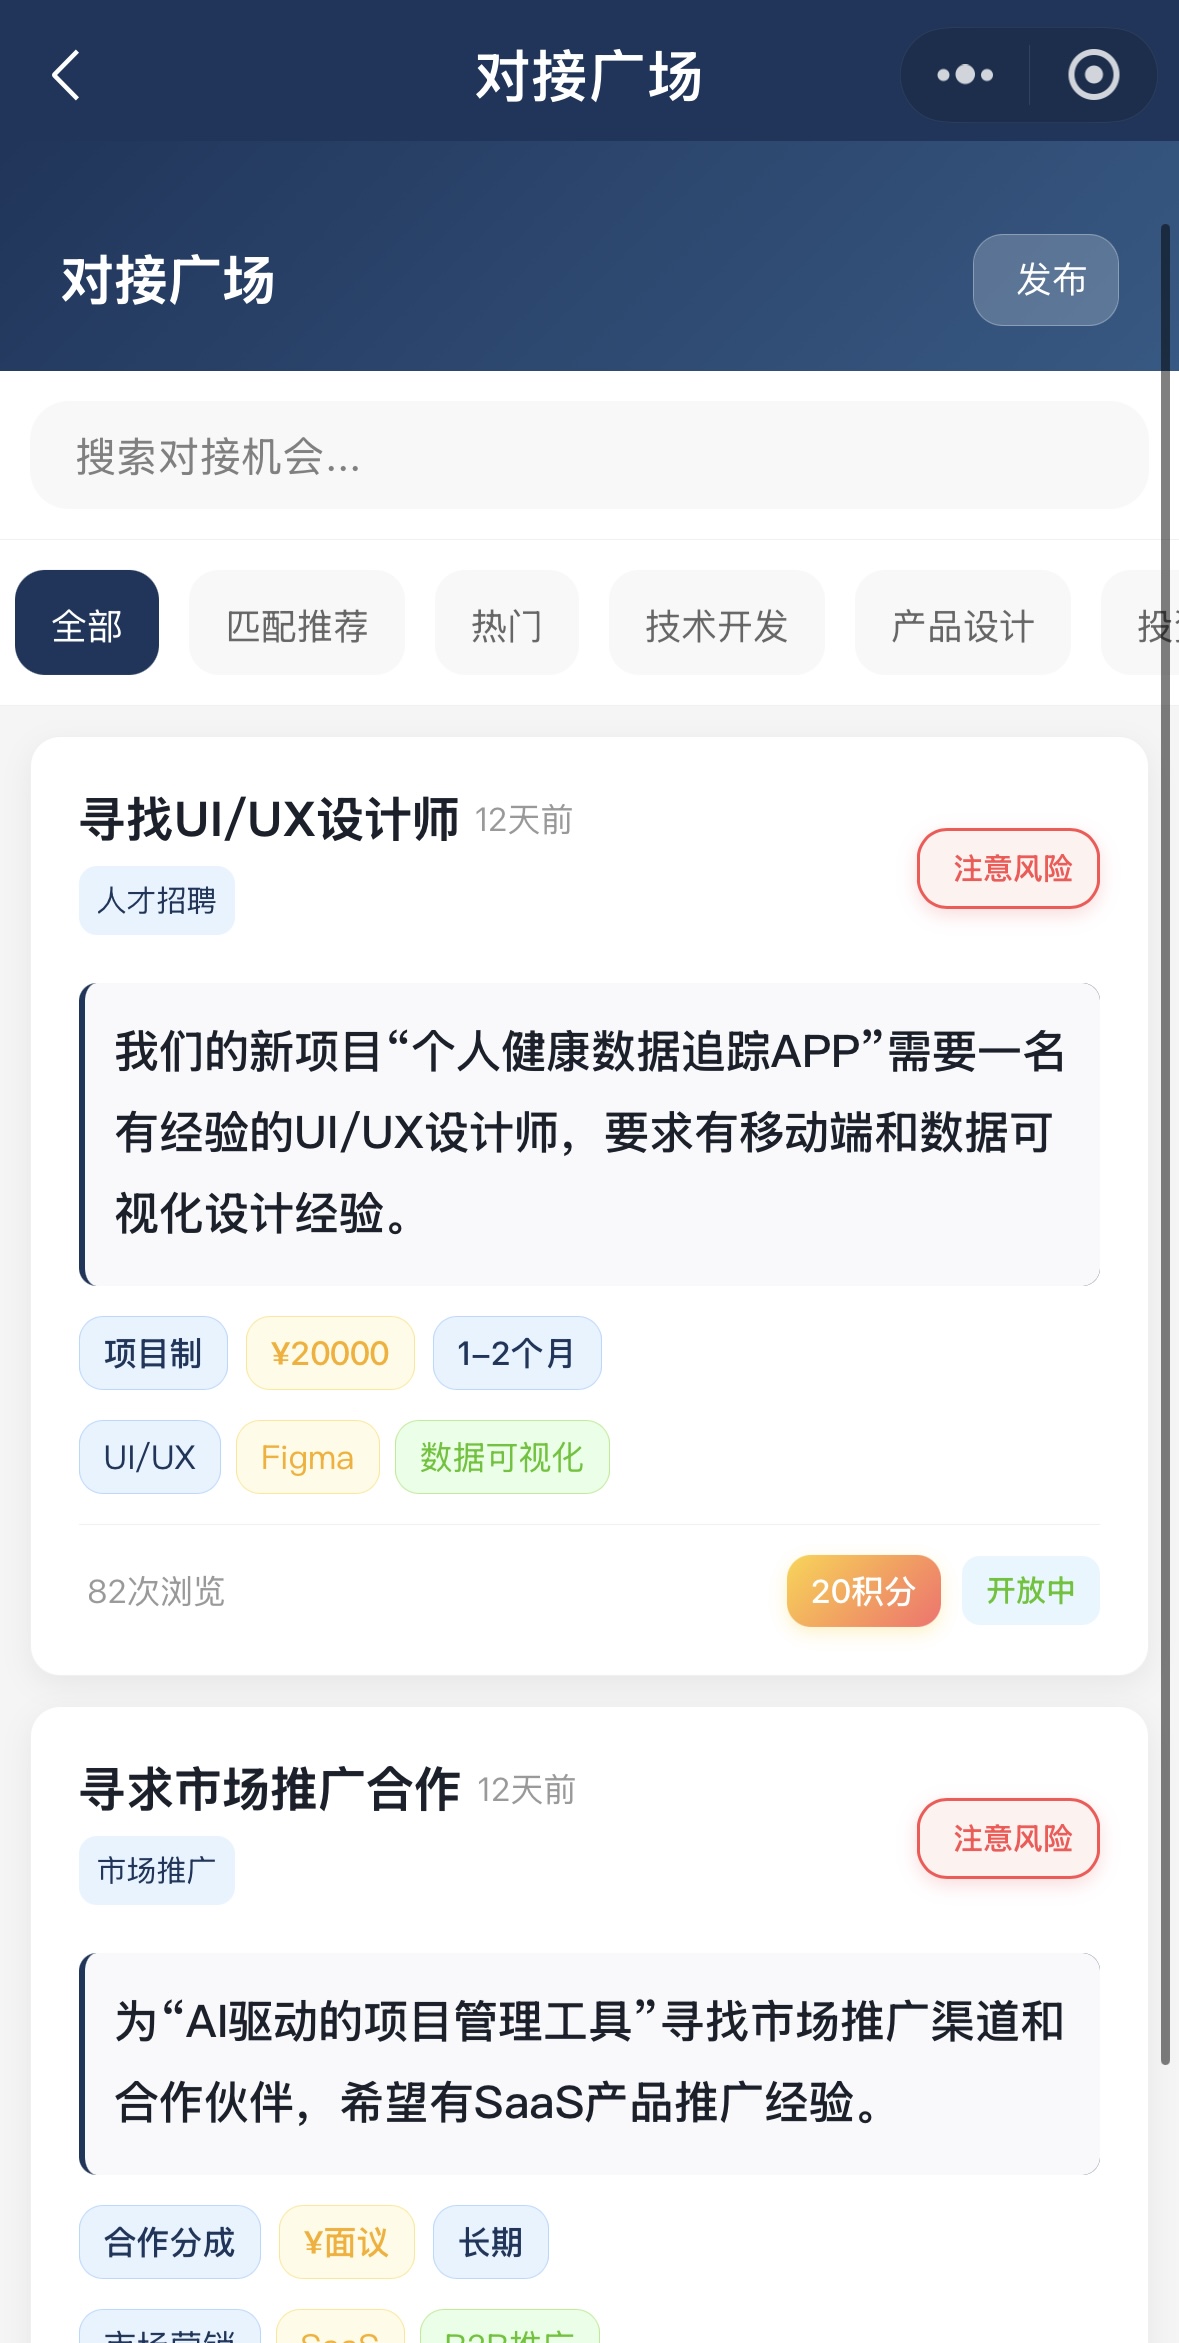 对接广场
对接广场
发布
搜索对接机会...
全部
匹配推荐
热门
技术开发
产品设计
寻找UI/UX设计师 12天前
人才招聘
注意风险
我们的新项目“个人健康数据追踪APP”需要一名
有经验的UI/UX设计师，要求有移动端和数据可
视化设计经验。
项目制
¥20000
1-2个月
UI/UX
Figma
数据可视化
82次浏览
20积分
开放中
寻求市场推广合作 12天前
市场推广
注意风险
为“AI驱动的项目管理工具”寻找市场推广渠道和
合作伙伴，希望有SaaS产品推广经验。
合作分成
¥面议
长期
市场营销
SaaS
B2B推广